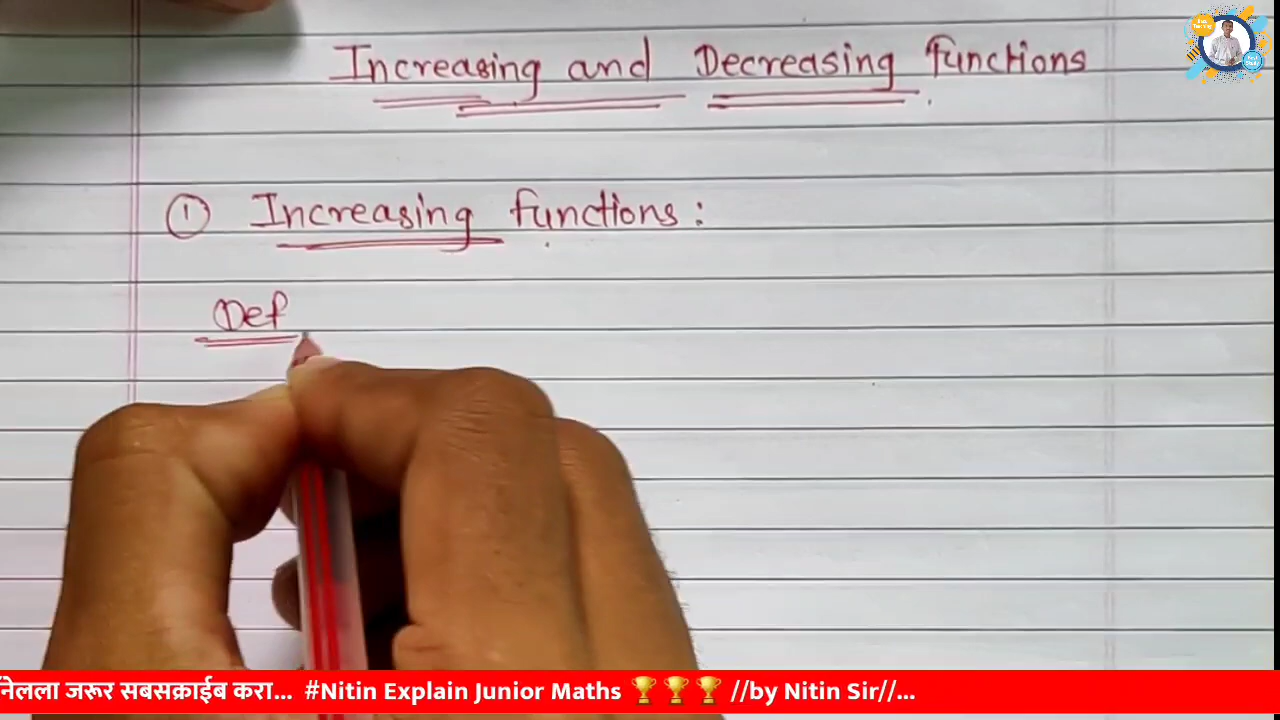 Increasing and Decreasing functions
① Increasing functions:
Def
नेलला जरूर सबसक्राईब करा... #Nitin Explain Junior Maths 🏆🏆🏆 //by Nitin Sir//...